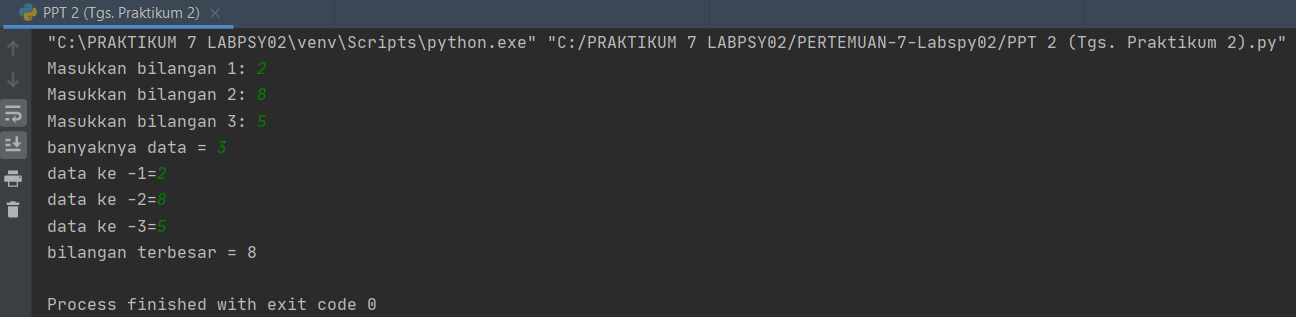 PPT 2 (Tgs. Praktikum 2)
"C:\PRAKTIKUM 7 LABPSY02\venv\Scripts\python.exe" "C:/PRAKTIKUM 7 LABPSY02/PERTEMUAN-7-Labspy02/PPT 2 (Tgs. Praktikum 2).py"
Masukkan bilangan 1: 2
Masukkan bilangan 2: 8
Masukkan bilangan 3: 5
banyaknya data = 3
data ke -1=2
data ke -2=8
data ke -3=5
bilangan terbesar = 8
Process finished with exit code 0